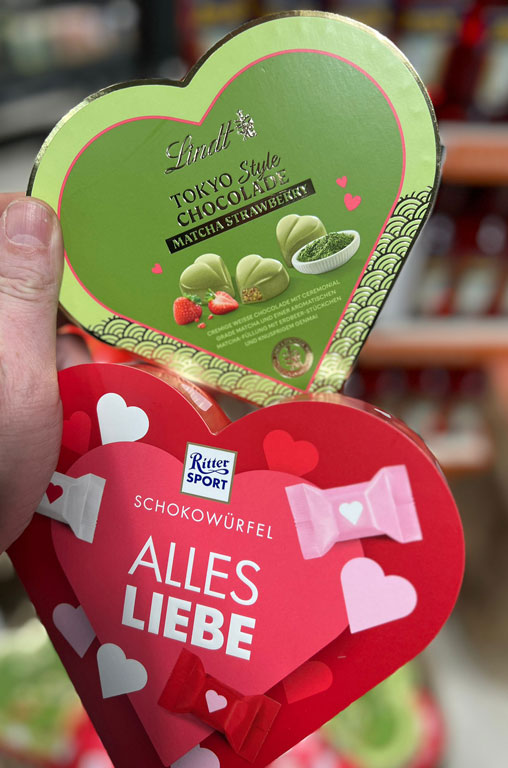 Lindt
TOKYO Style
CHOCOLADE
MATCHA STRAWBERRY
CREMIGE WEISSE CHOCOLADE MIT CEREMONIAL
GRADE MATCHA UND EINER AROMATISCHEN
MATCHA-FÜLLUNG MIT ERDBEER-STÜCKCHEN
UND KNUSPRIGEM GENMAI
Ritter
SPORT
SCHOKOWÜRFEL
ALLES
LIEBE